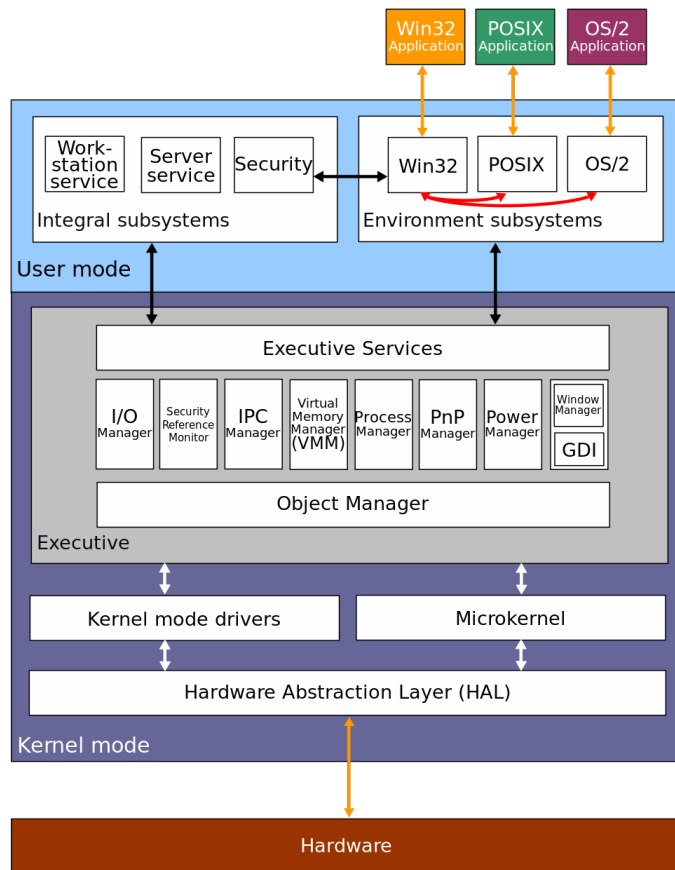 Win32
Application
POSIX
Application
OS/2
Application
Work-
station
service
Server
service
Security
Integral subsystems
Win32
POSIX
OS/2
Environment subsystems
User mode
Executive Services
I/O
Manager
Security
Reference
Monitor
IPC
Manager
Virtual
Memory
Manager
(VMM)
Process
Manager
PnP
Manager
Power
Manager
Window
Manager
GDI
Object Manager
Executive
Kernel mode drivers
Microkernel
Hardware Abstraction Layer (HAL)
Kernel mode
Hardware